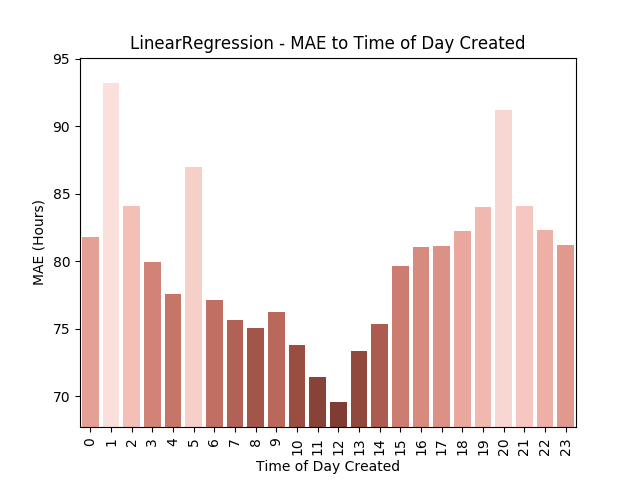 LinearRegression - MAE to Time of Day Created
95
90
85
80
75
70
MAE (Hours)
0 1 2 3 4 5 6 7 8 9 10 11 12 13 14 15 16 17 18 19 20 21 22 23
Time of Day Created